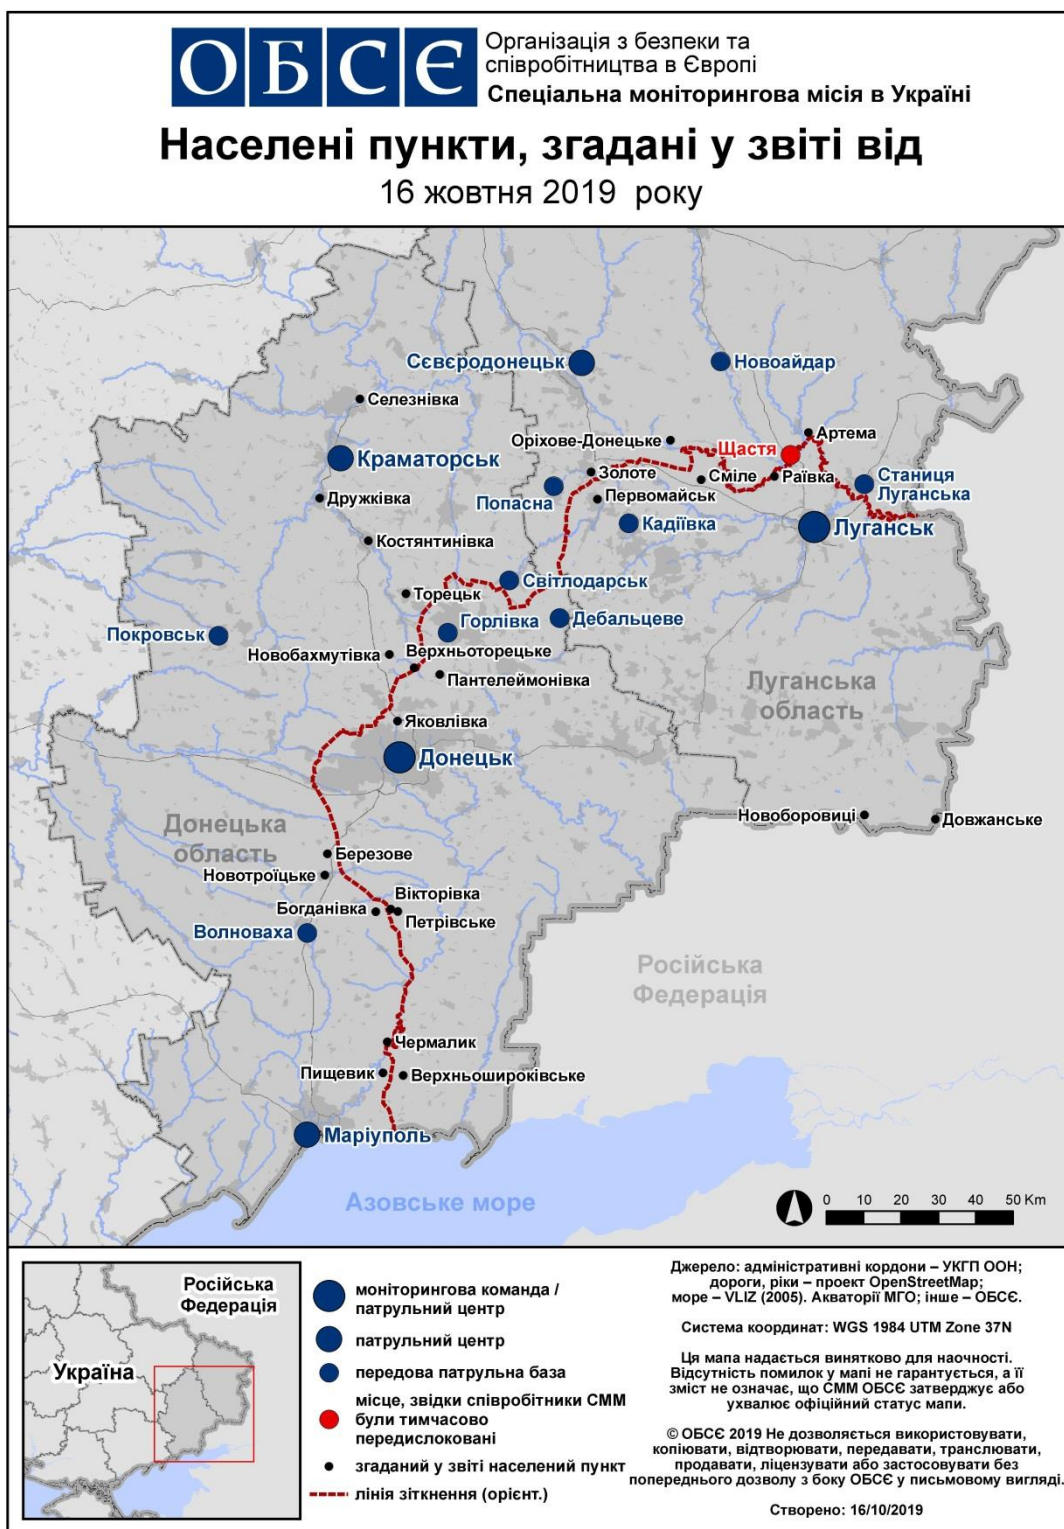 ОБСЄ
Організація з безпеки та
співробітництва в Європі
Спеціальна моніторингова місія в Україні
Населені пункти, згадані у звіті від
16 жовтня 2019 року
Сєвєродонецьк
Новоайдар
Селезнівка
Оріхове-Донецьке
Щастя
Артема
Краматорськ
Золоте
Сміле
Раївка
Станиця
Луганська
Дружківка
Попасна
Первомайськ
Кадіївка
Луганськ
Костянтинівка
Світлодарськ
Торецьк
Горлівка
Дебальцеве
Покровськ
Новобахмутівка
Верхньоторецьке
Пантелеймонівка
Луганська
область
Яковлівка
Донецьк
Новоборовиці
Довжанське
Донецька
область
Березове
Новотроїцьке
Вікторівка
Богданівка
Петрівське
Волноваха
Російська
Федерація
Чермалик
Пищевик
Верхньошироківське
Маріуполь
Азовське море
0 10 20 30 40 50 Km
Російська
Федерація
Україна
моніторингова команда /
патрульний центр
патрульний центр
передова патрульна база
місце, звідки співробітники СММ
були тимчасово
передислоковані
згаданий у звіті населений пункт
лінія зіткнення (орієнт.)
Джерело: адміністративні кордони – УКГП ООН;
дороги, ріки – проект OpenStreetMap;
море – VLIZ (2005). Акваторії МГО; інше – ОБСЄ.
Система координат: WGS 1984 UTM Zone 37N
Ця мапа надається винятково для наочності.
Відсутність помилок у мапі не гарантується, а її
зміст не означає, що СММ ОБСЄ затверджує або
ухвалює офіційний статус мапи.
© ОБСЄ 2019 Не дозволяється використовувати,
копіювати, відтворювати, передавати, транслювати,
продавати, ліцензувати або застосовувати без
попереднього дозволу з боку ОБСЄ у письмовому вигляді.
Створено: 16/10/2019